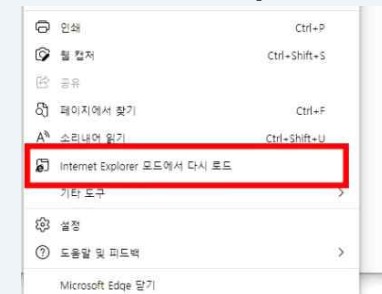 인쇄 Ctrl+P
웹 캡처 Ctrl+Shift+S
공유
페이지에서 찾기 Ctrl+F
소리내어 읽기 Ctrl+Shift+U
Internet Explorer 모드에서 다시 로드
기타 도구
설정
도움말 및 피드백
Microsoft Edge 닫기